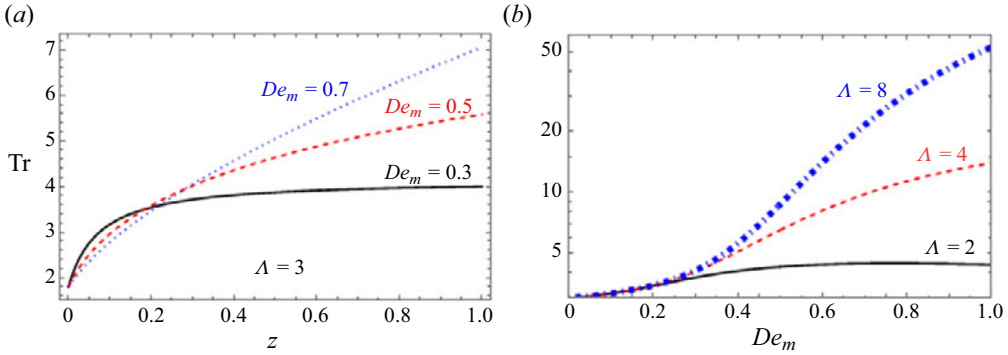 (a)
7
6
5
4
3
2
Tr
De_m = 0.7
De_m = 0.5
De_m = 0.3
Λ = 3
0 0.2 0.4 0.6 0.8 1.0
z
(b)
50
20
10
5
Λ = 8
Λ = 4
Λ = 2
0 0.2 0.4 0.6 0.8 1.0
De_m